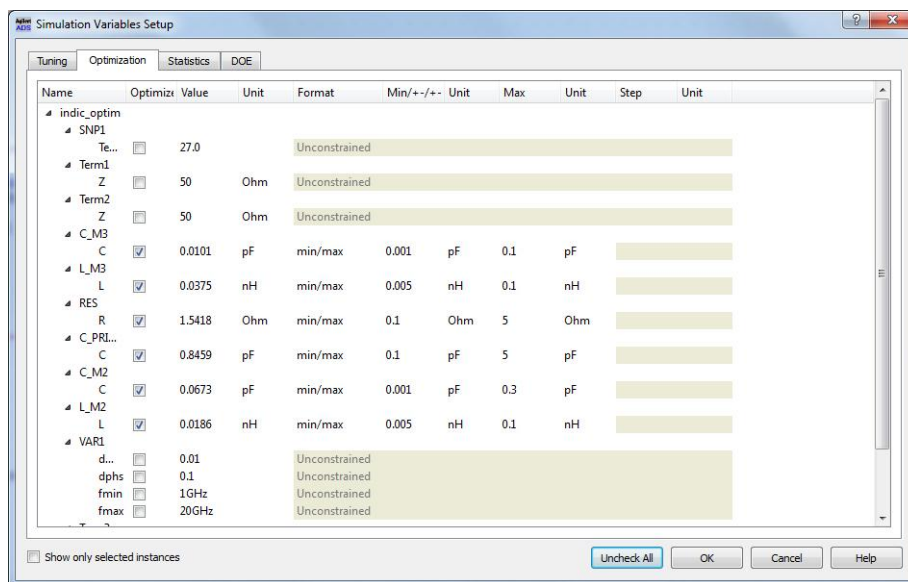 Agilent ADS Simulation Variables Setup
Tuning Optimization Statistics DOE
Name Optimize Value Unit Format Min/+-/+- Unit Max Unit Step Unit
indic_optim
SNP1
Te... 27.0 Unconstrained
Term1
Z 50 Ohm Unconstrained
Term2
Z 50 Ohm Unconstrained
C_M3
C 0.0101 pF min/max 0.001 pF 0.1 pF
L_M3
L 0.0375 nH min/max 0.005 nH 0.1 nH
RES
R 1.5418 Ohm min/max 0.1 Ohm 5 Ohm
C_PRI...
C 0.8459 pF min/max 0.1 pF 5 pF
C_M2
C 0.0673 pF min/max 0.001 pF 0.3 pF
L_M2
L 0.0186 nH min/max 0.005 nH 0.1 nH
VAR1
d... 0.01 Unconstrained
dphs 0.1 Unconstrained
fmin 1GHz Unconstrained
fmax 20GHz Unconstrained
Show only selected instances Uncheck All OK Cancel Help